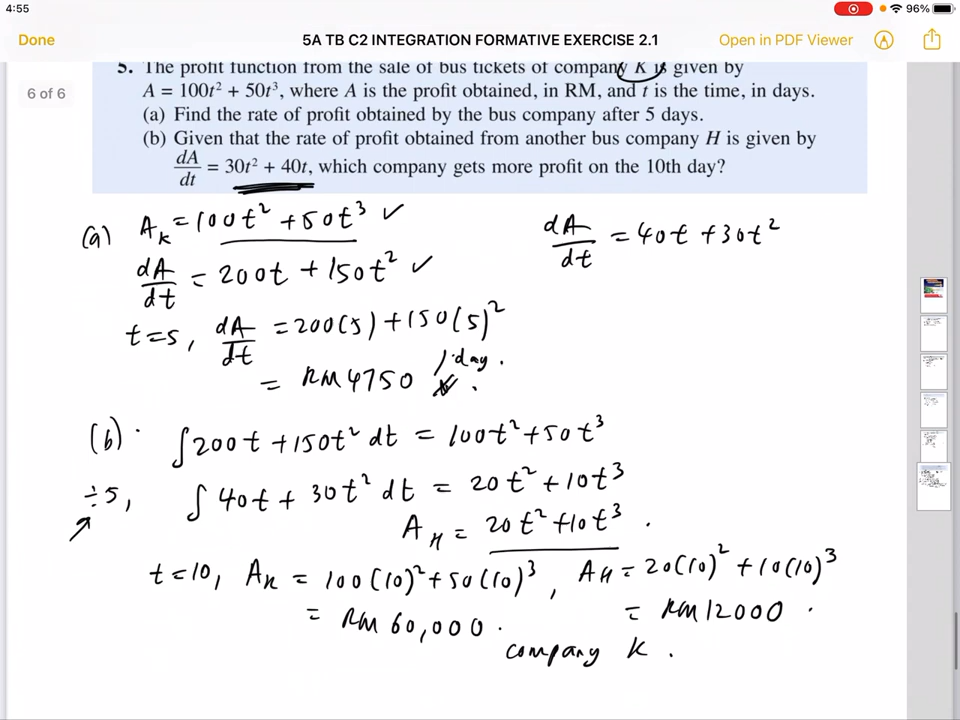 4:55
96%
Done
5A TB C2 INTEGRATION FORMATIVE EXERCISE 2.1
Open in PDF Viewer
6 of 6
5. The profit function from the sale of bus tickets of company K is given by
A = 100t² + 50t³, where A is the profit obtained, in RM, and t is the time, in days.
(a) Find the rate of profit obtained by the bus company after 5 days.
(b) Given that the rate of profit obtained from another bus company H is given by
dA/dt = 30t² + 40t, which company gets more profit on the 10th day?
(a) A_K = 100t² + 50t³ ✓
dA/dt = 40t + 30t²
dA/dt = 200t + 150t² ✓
t=5, dA/dt = 200(5) + 150(5)²
= RM 4750 / day.
(b) ∫ 200t + 150t² dt = 100t² + 50t³
÷5, ∫ 40t + 30t² dt = 20t² + 10t³
A_H = 20t² + 10t³.
t=10, A_K = 100(10)² + 50(10)³, A_H = 20(10)² + 10(10)³
= RM 60,000. = RM 12000.
company K.